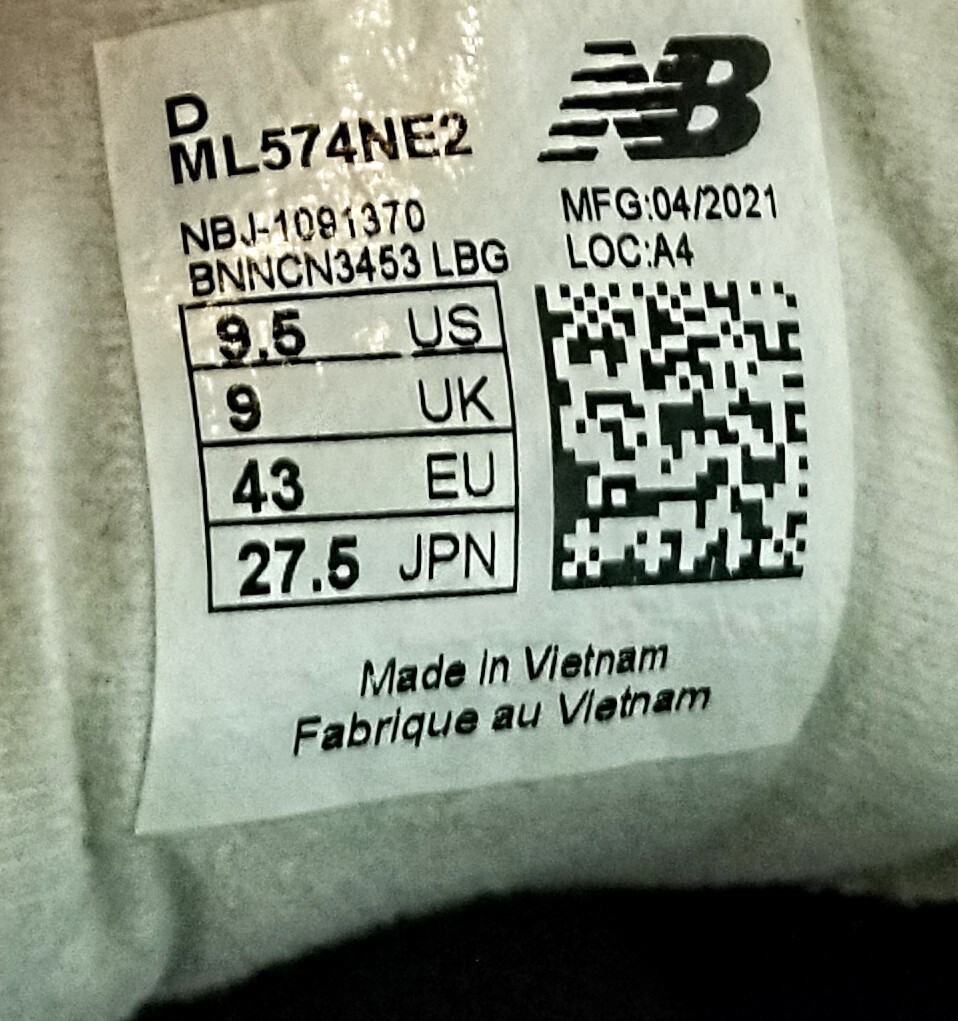 D
ML574NE2
NB
NBJ-1091370
MFG:04/2021
BNNCN3453 LBG
LOC:A4
9.5 US
9 UK
43 EU
27.5 JPN
Made in Vietnam
Fabrique au Vietnam